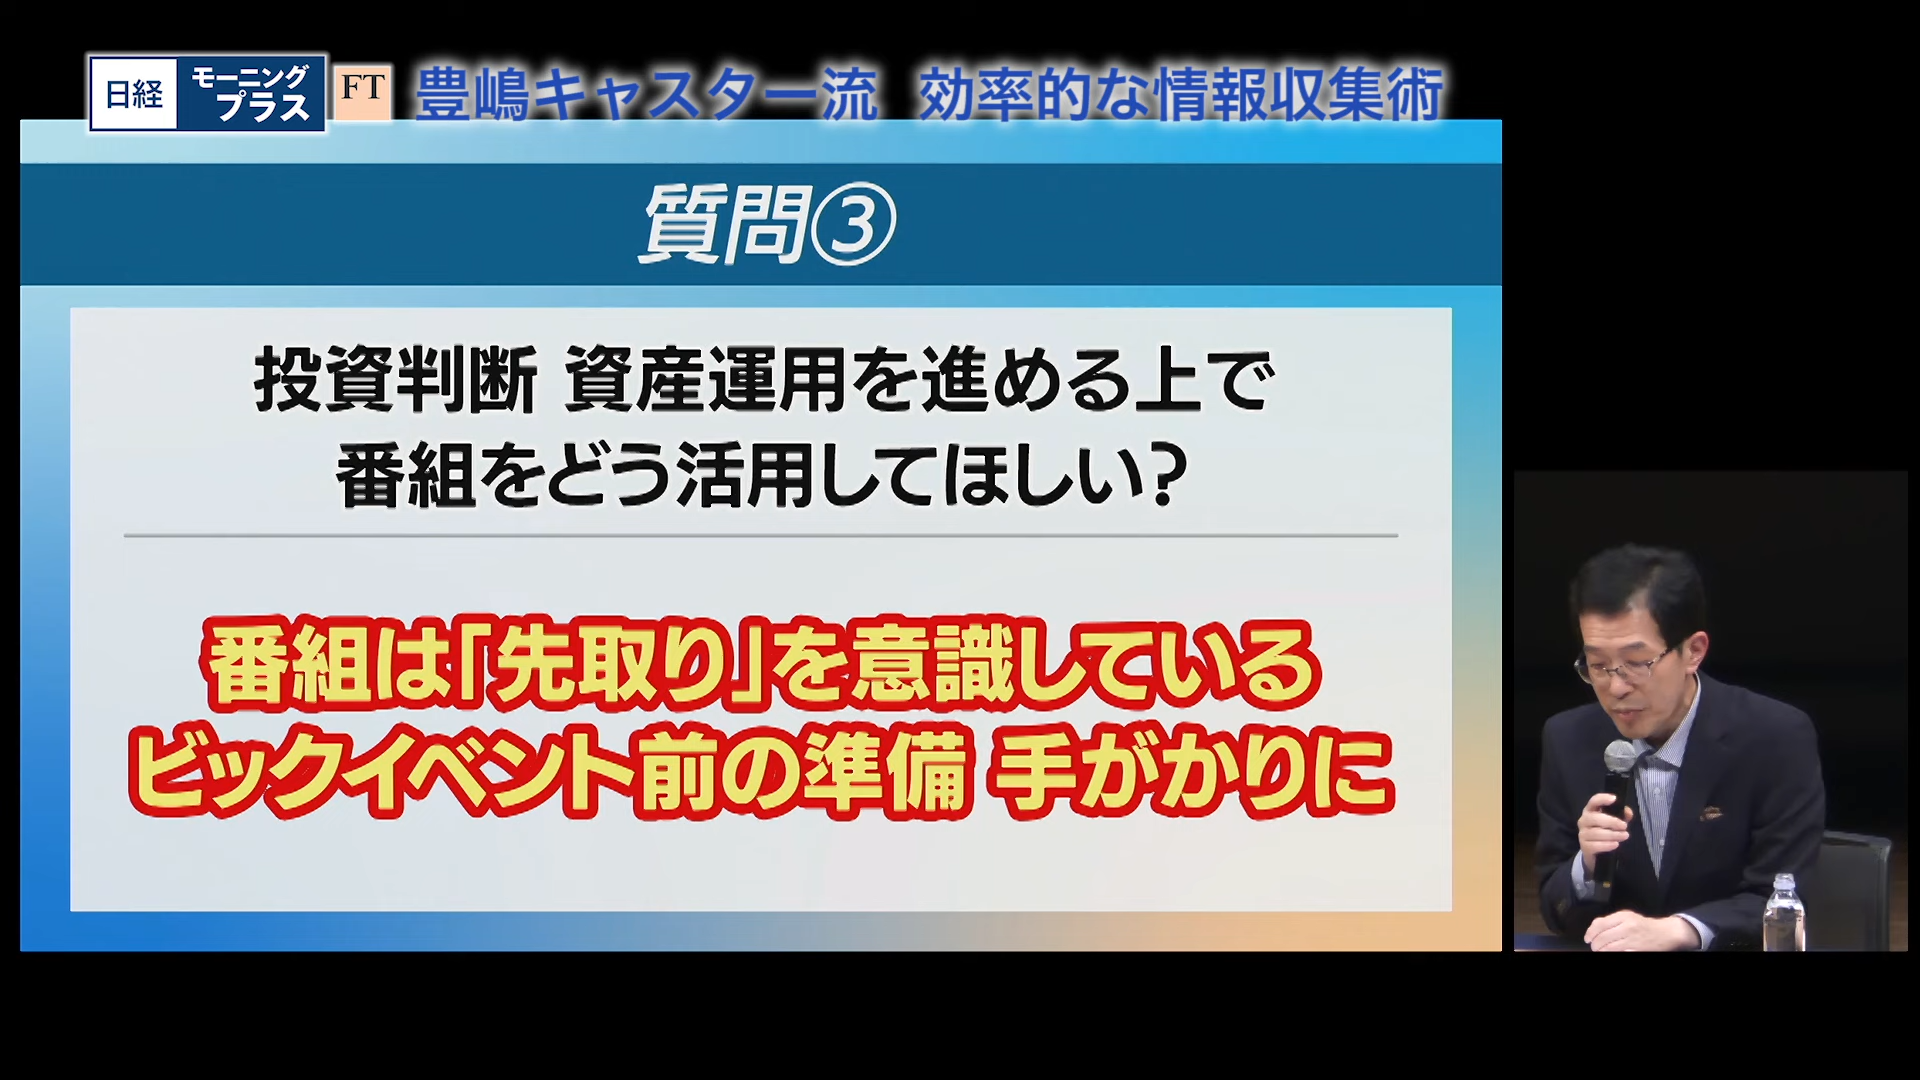 日経
モーニング
プラス
FT
豊嶋キャスター流 効率的な情報収集術
質問③
投資判断 資産運用を進める上で
番組をどう活用してほしい?
番組は「先取り」を意識している
ビックイベント前の準備 手がかりに